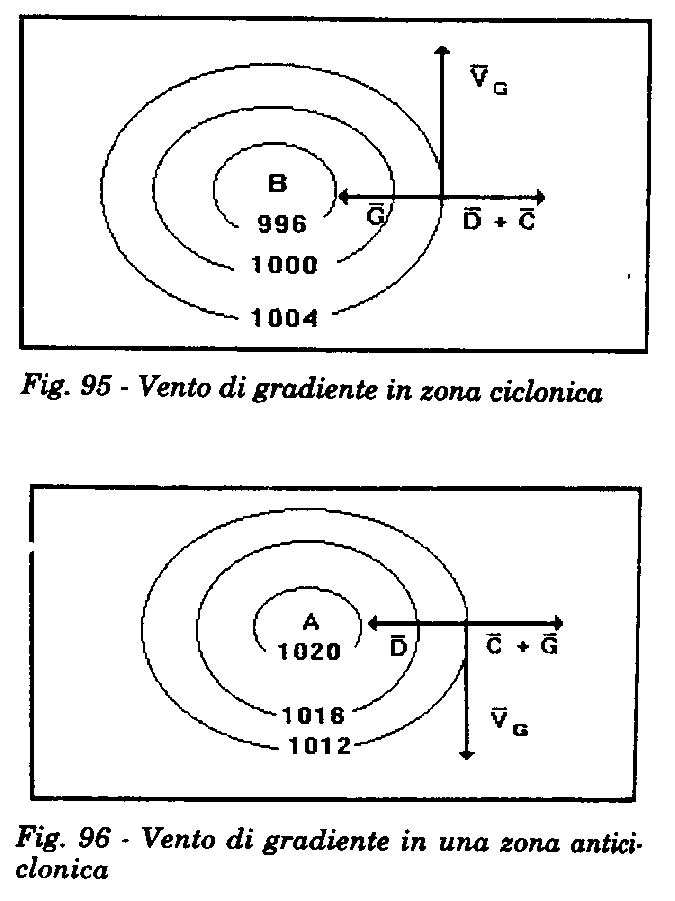 V̅ G
B
G̅
D̅ + C̅
996
1000
1004
Fig. 95 - Vento di gradiente in zona ciclonica
A
D̅
C̅ + G̅
1020
1016
V̅ G
1012
Fig. 96 - Vento di gradiente in una zona antici-
clonica